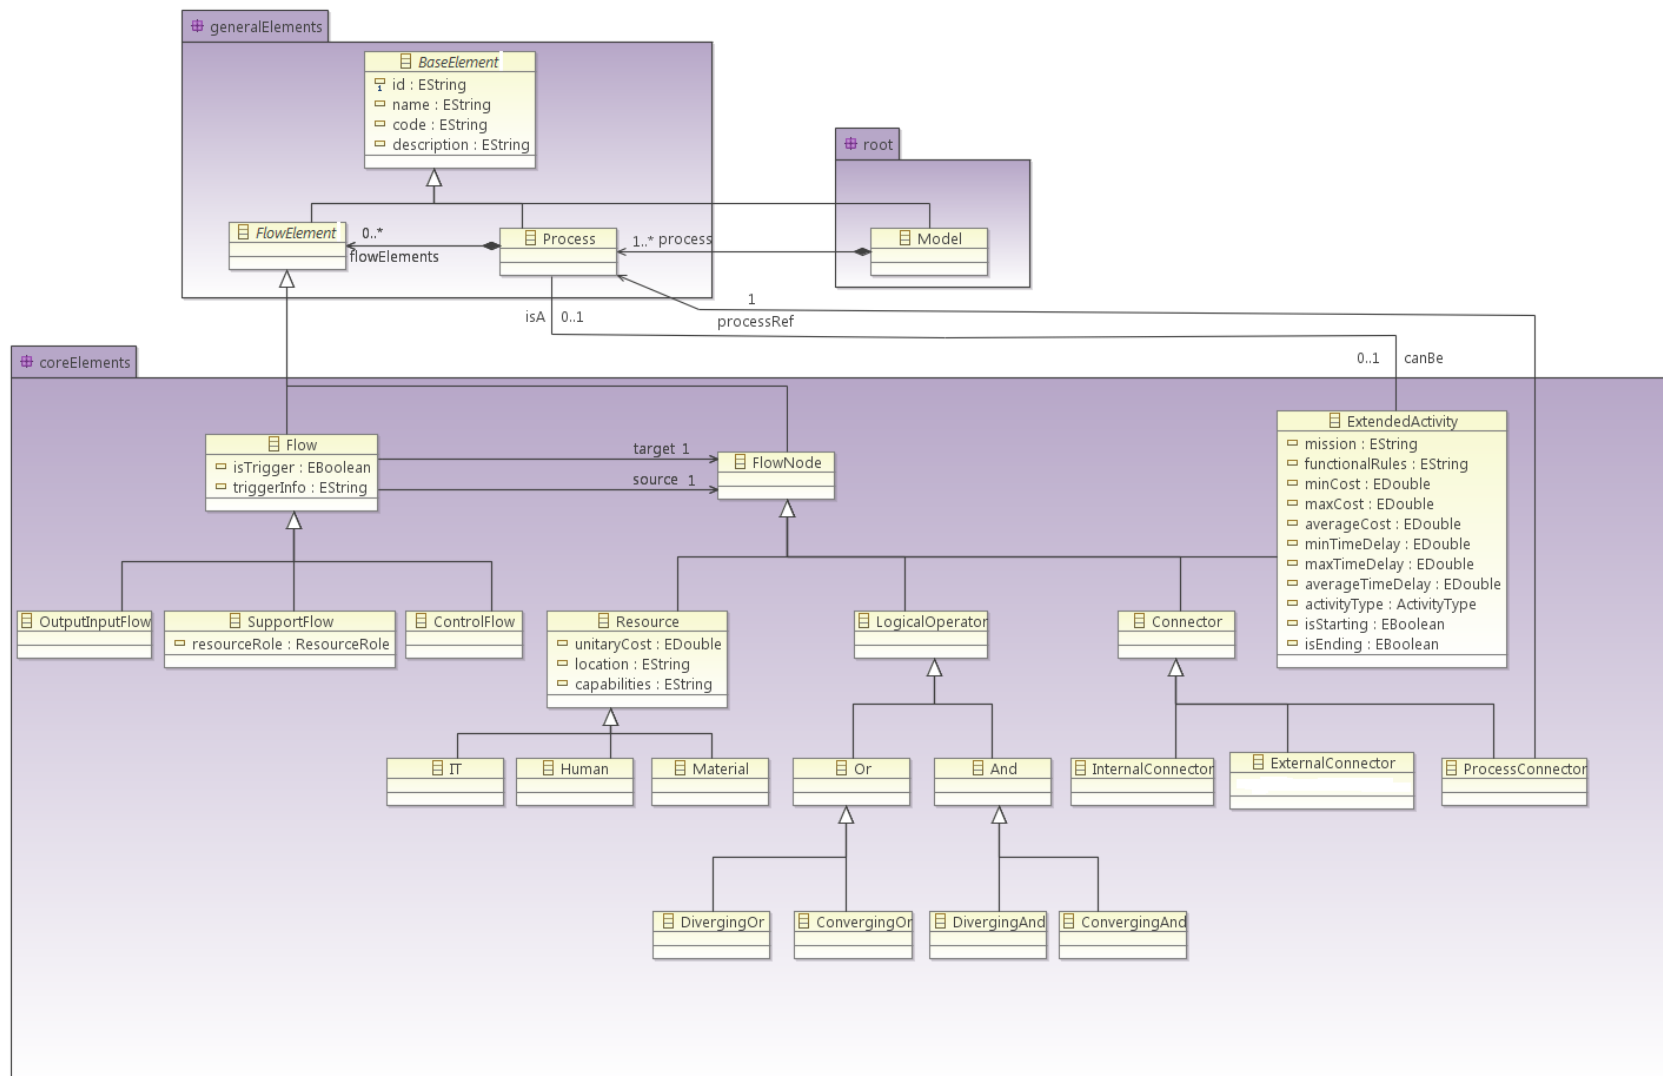 generalElements
BaseElement
id : EString
name : EString
code : EString
description : EString
root
FlowElement
0..*
flowElements
Process
1..* process
Model
isA
0..1
1
processRef
0..1
canBe
coreElements
Flow
isTrigger : EBoolean
triggerInfo : EString
target 1
source 1
FlowNode
ExtendedActivity
mission : EString
functionalRules : EString
minCost : EDouble
maxCost : EDouble
averageCost : EDouble
minTimeDelay : EDouble
maxTimeDelay : EDouble
averageTimeDelay : EDouble
activityType : ActivityType
isStarting : EBoolean
isEnding : EBoolean
OutputInputFlow
SupportFlow
resourceRole : ResourceRole
ControlFlow
Resource
unitaryCost : EDouble
location : EString
capabilities : EString
LogicalOperator
Connector
IT
Human
Material
Or
And
InternalConnector
ExternalConnector
ProcessConnector
DivergingOr
ConvergingOr
DivergingAnd
ConvergingAnd